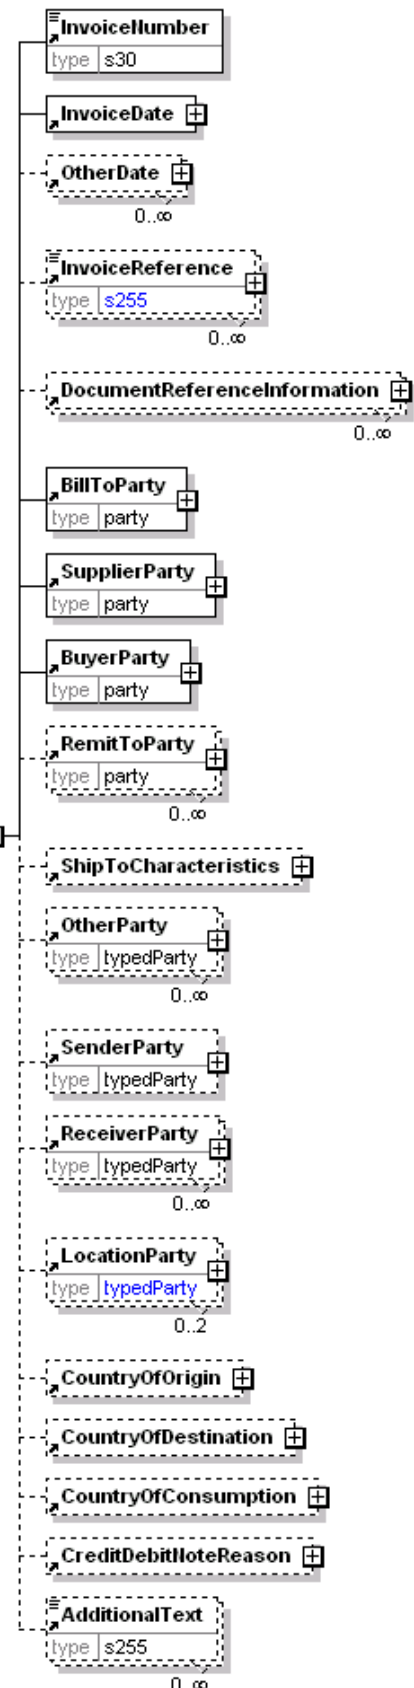 InvoiceNumber
type s30
InvoiceDate
OtherDate
0..∞
InvoiceReference
type s255
0..∞
DocumentReferenceInformation
0..∞
BillToParty
type party
SupplierParty
type party
BuyerParty
type party
RemitToParty
type party
0..∞
ShipToCharacteristics
OtherParty
type typedParty
0..∞
SenderParty
type typedParty
ReceiverParty
type typedParty
0..∞
LocationParty
type typedParty
0..2
CountryOfOrigin
CountryOfDestination
CountryOfConsumption
CreditDebitNoteReason
AdditionalText
type s255
0..∞